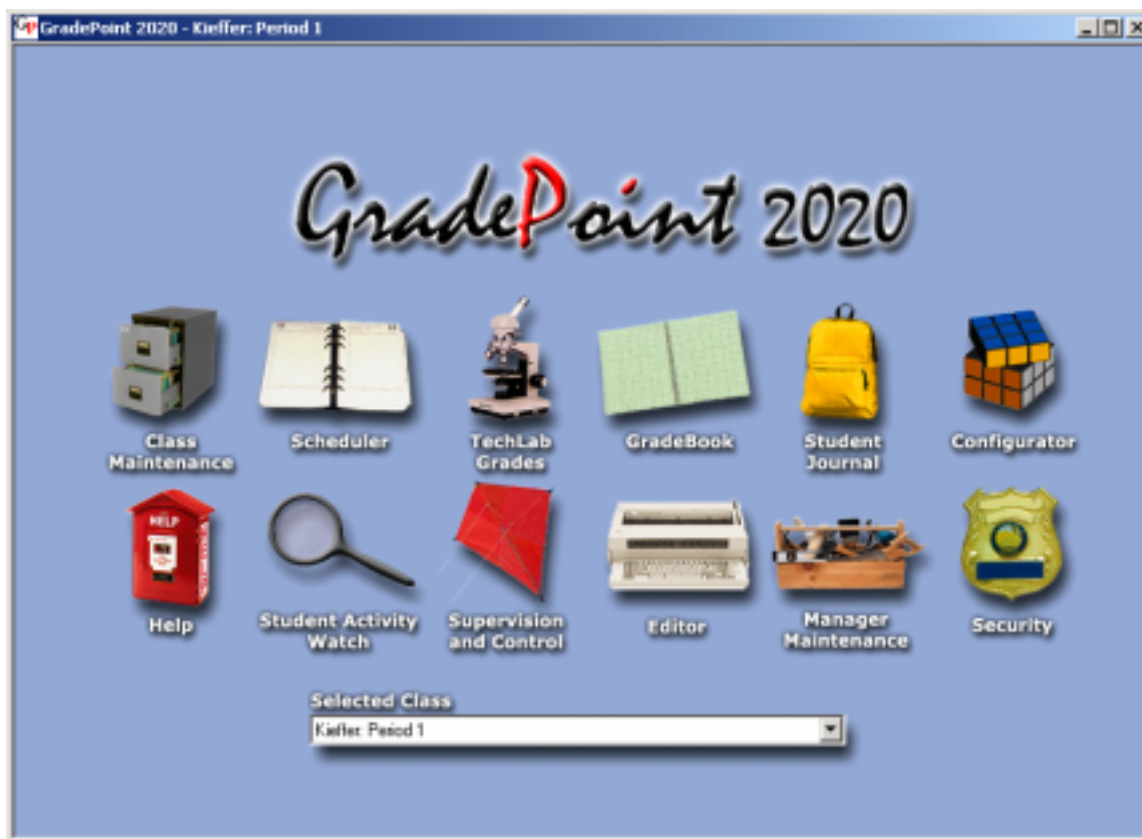 GradePoint 2020 - Kieffer: Period 1
GradePoint 2020
Class
Maintenance
Scheduler
TechLab
Grades
GradeBook
Student
Journal
Configurator
HELP
Help
Student Activity
Watch
Supervision
and Control
Editor
Manager
Maintenance
Security
Selected Class
Kieffer: Period 1